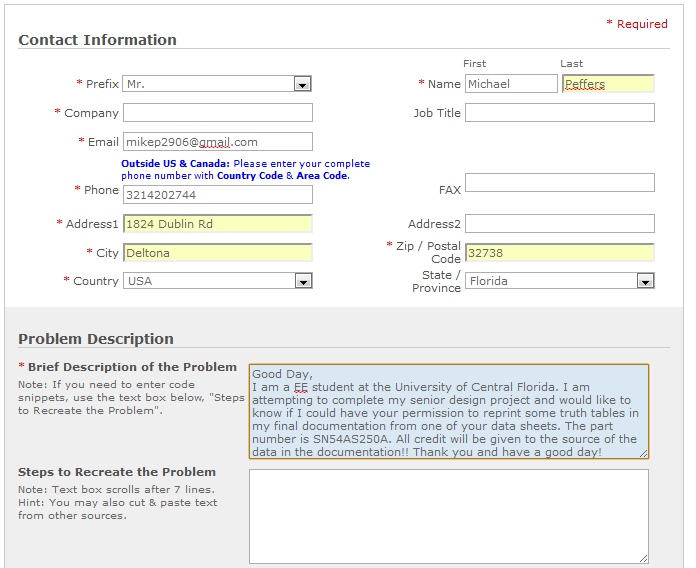 * Required
Contact Information
First Last
* Prefix Mr. * Name Michael Peffers
* Company Job Title
* Email mikep2906@gmail.com
Outside US & Canada: Please enter your complete
phone number with Country Code & Area Code.
* Phone 3214202744 FAX
* Address1 1824 Dublin Rd Address2
* City Deltona * Zip / Postal
Code 32738
* Country USA State /
Province Florida
Problem Description
* Brief Description of the Problem
Note: If you need to enter code
snippets, use the text box below, "Steps
to Recreate the Problem".
Good Day,
I am a EE student at the University of Central Florida. I am
attempting to complete my senior design project and would like to
know if I could have your permission to reprint some truth tables in
my final documentation from one of your data sheets. The part
number is SN54AS250A. All credit will be given to the source of the
data in the documentation!! Thank you and have a good day!
Steps to Recreate the Problem
Note: Text box scrolls after 7 lines.
Hint: You may also cut & paste text
from other sources.